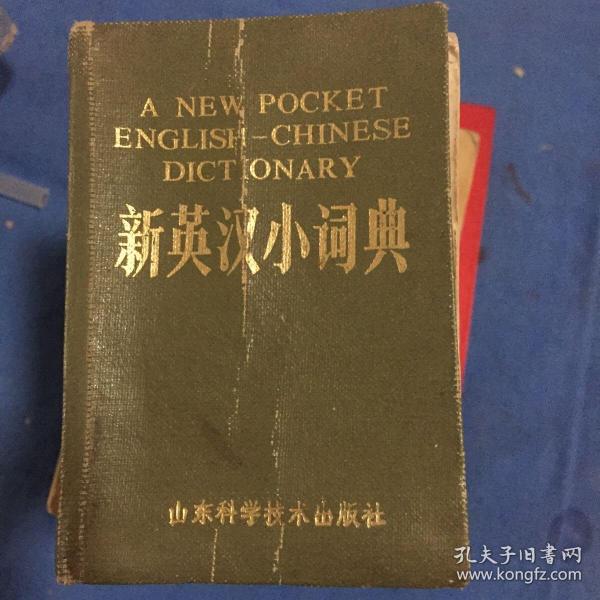 A NEW POCKET
ENGLISH-CHINESE
DICTIONARY
新英汉小词典
山东科学技术出版社
孔夫子旧书网
www.kongfz.com